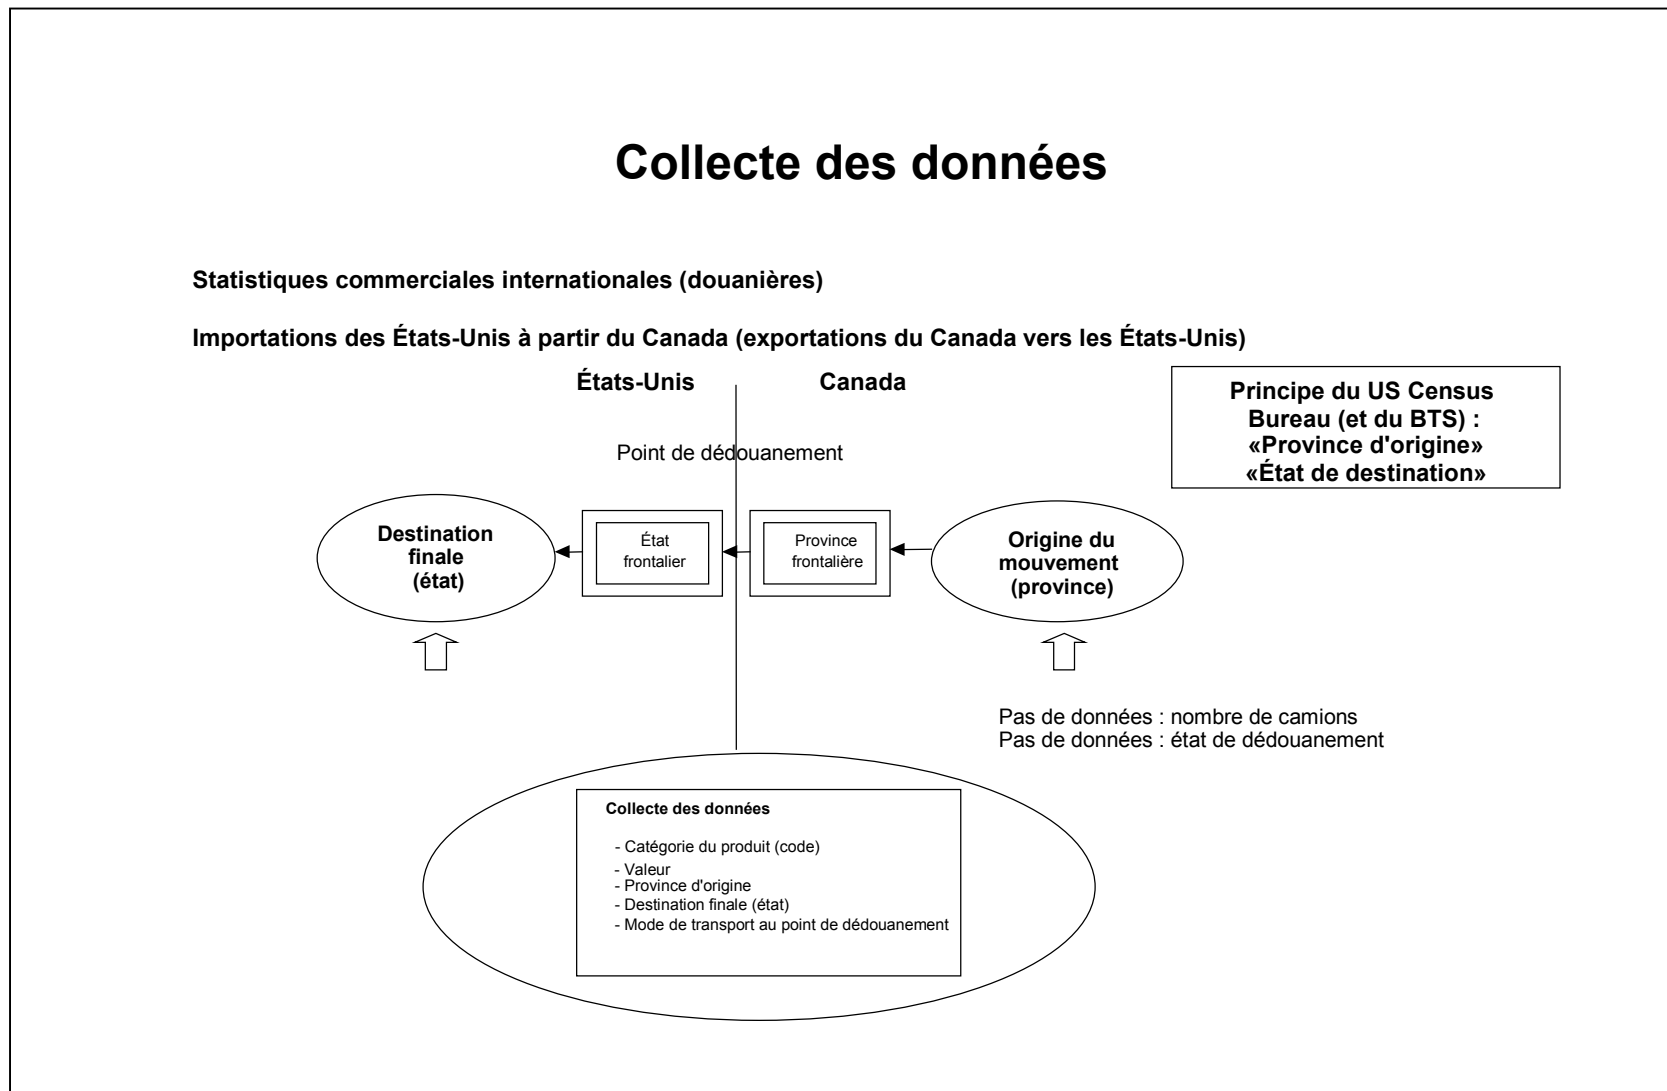 Collecte des données
Statistiques commerciales internationales (douanières)
Importations des États-Unis à partir du Canada (exportations du Canada vers les États-Unis)
États-Unis
Canada
Principe du US Census
Bureau (et du BTS) :
«Province d'origine»
«État de destination»
Point de dédouanement
Destination
finale
(état)
État
frontalier
Province
frontalière
Origine du
mouvement
(province)
Pas de données : nombre de camions
Pas de données : état de dédouanement
Collecte des données
- Catégorie du produit (code)
- Valeur
- Province d'origine
- Destination finale (état)
- Mode de transport au point de dédouanement